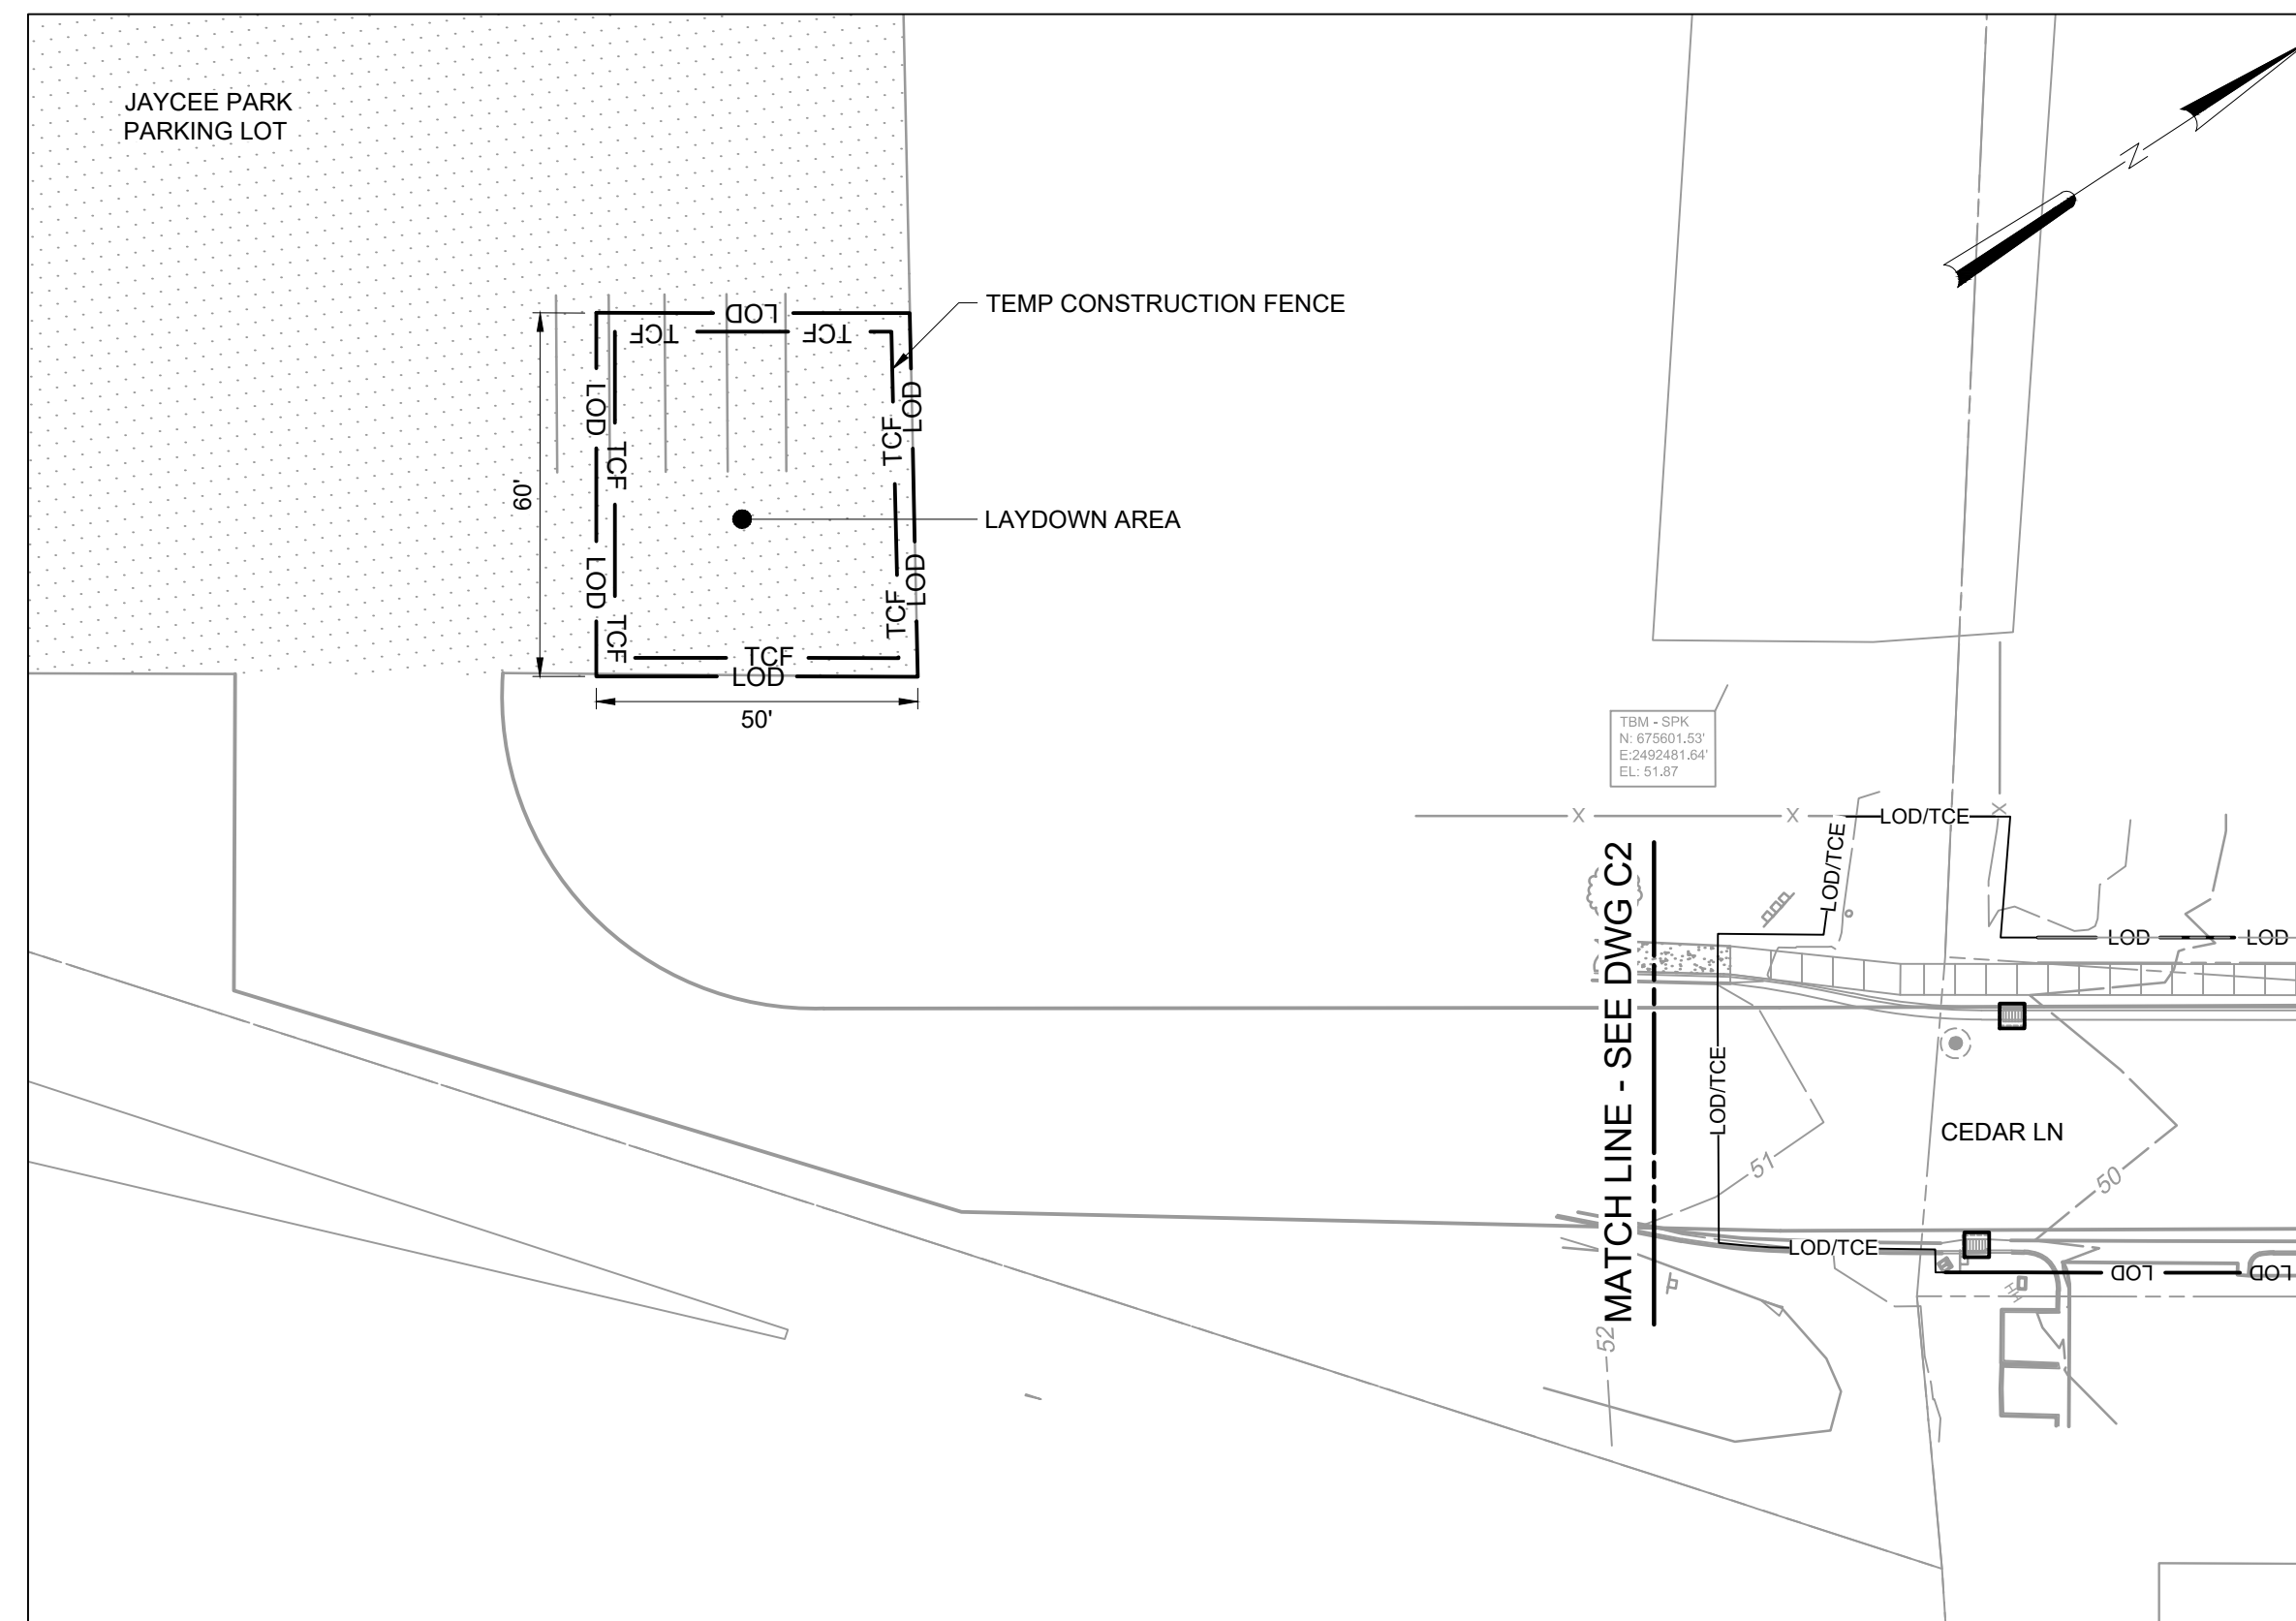 JAYCEE PARK
PARKING LOT
N
TEMP CONSTRUCTION FENCE
LOD
TCF
TCF
LOD
LOD
TCF
TCF
60'
LAYDOWN AREA
LOD
LOD
TCF
TCF
TCF
LOD
50'
TBM - SPK
N: 675601.53'
E:2492481.64'
EL: 51.87
X
X
LOD/TCE
X
LOD/TCE
MATCH LINE - SEE DWG C2
LOD
LOD
LOD/TCE
CEDAR LN
51
50
LOD/TCE
LOD
LOD
52